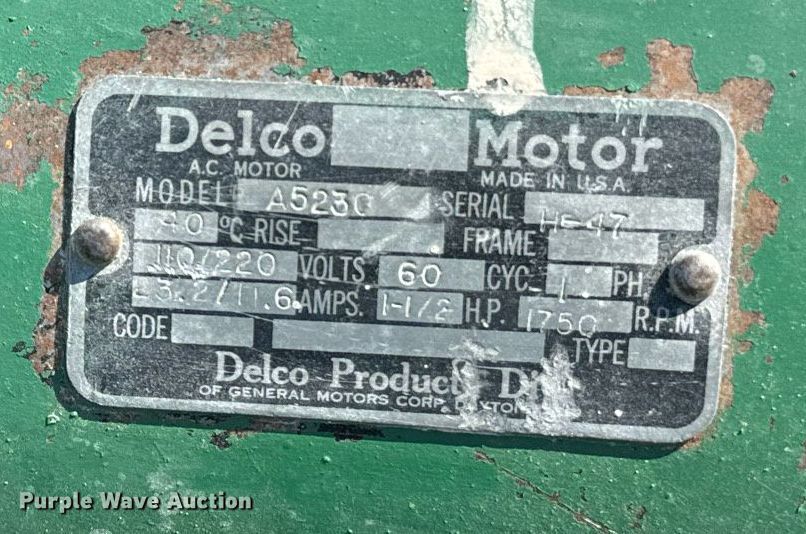 Delco Motor
A.C. MOTOR MADE IN U.S.A.
MODEL A5230 SERIAL H-47
40 °C-RISE FRAME
110/220 VOLTS 60 CYC- 1 PH
23.2/11.6 AMPS. 1-1/2 H.P. 1750 R.P.M.
CODE TYPE
Delco Products
OF GENERAL MOTORS CORP.
Purple Wave Auction